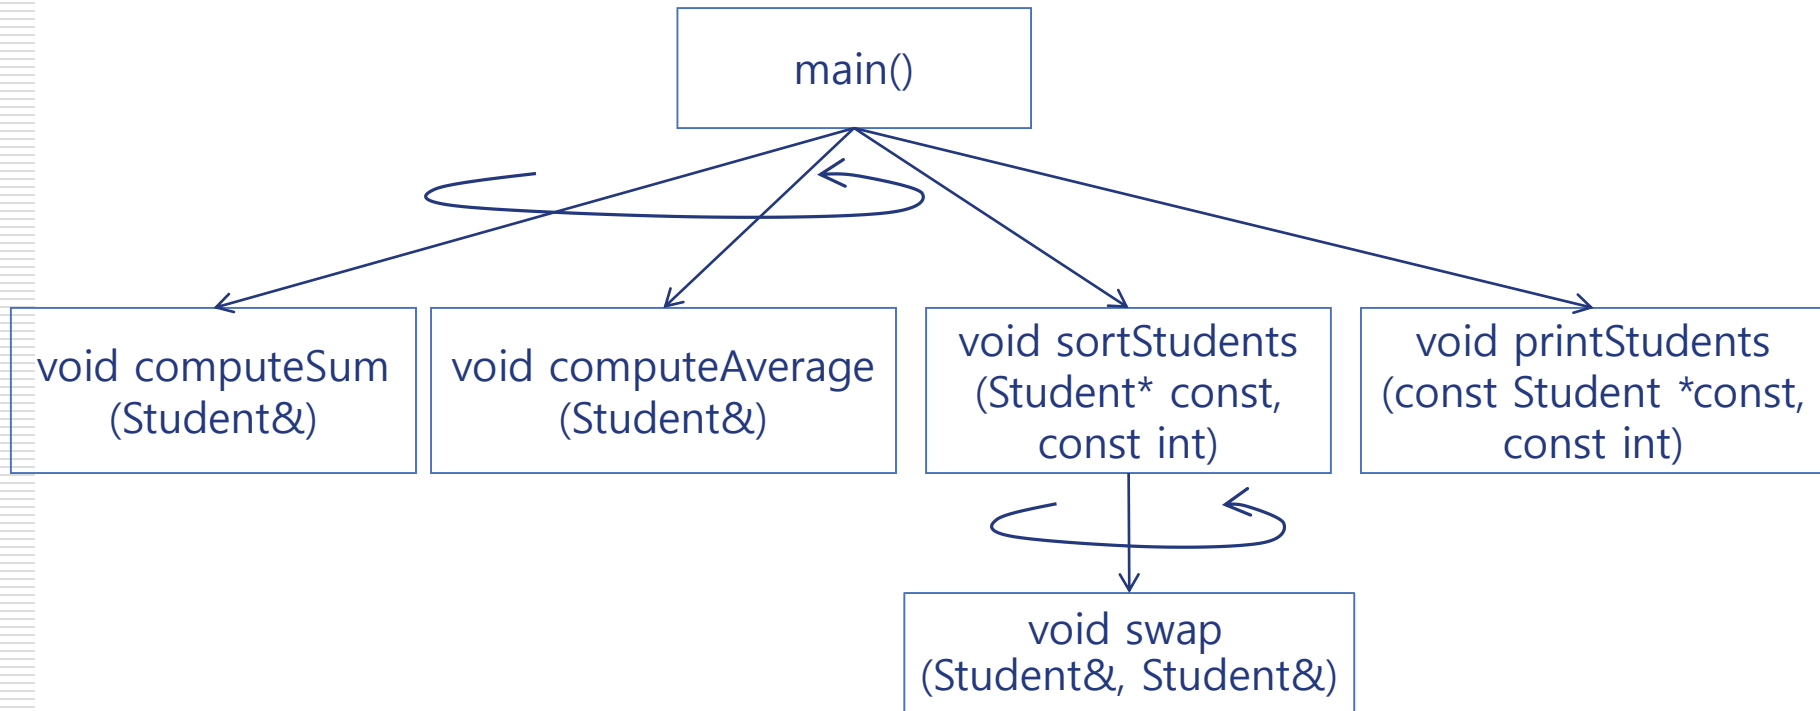 main()
void computeSum
(Student&)
void computeAverage
(Student&)
void sortStudents
(Student* const,
const int)
void printStudents
(const Student *const,
const int)
void swap
(Student&, Student&)